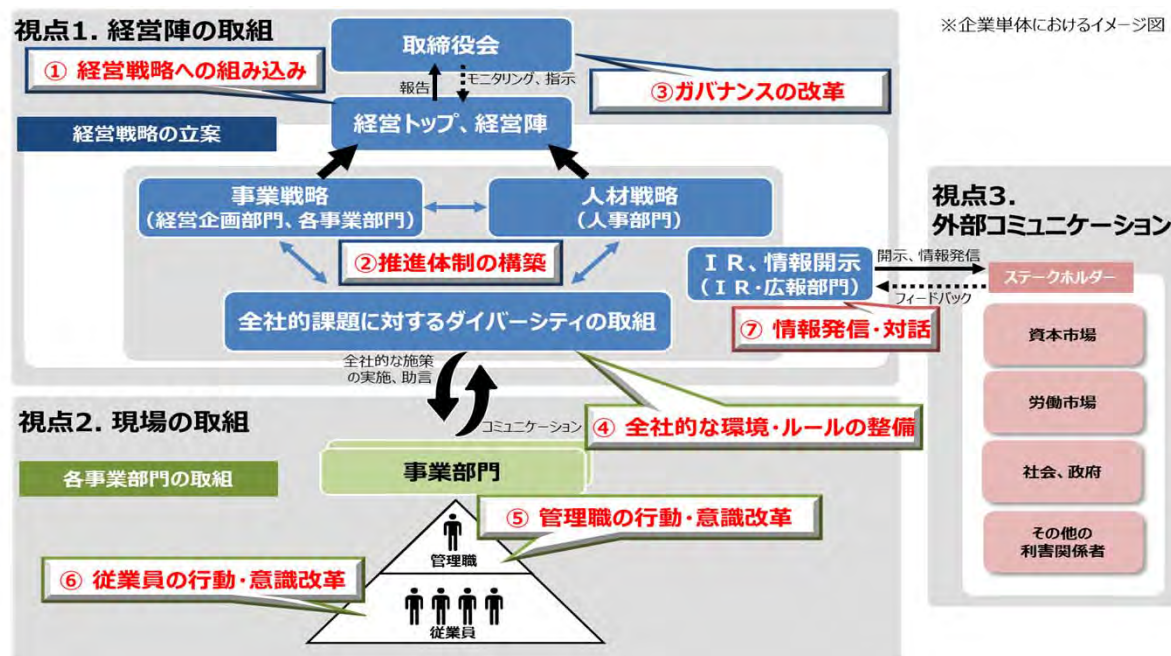 視点1. 経営陣の取組
※企業単体におけるイメージ図
取締役会
① 経営戦略への組み込み
報告
モニタリング、指示
③ガバナンスの改革
経営トップ、経営陣
経営戦略の立案
事業戦略
(経営企画部門、各事業部門)
人材戦略
(人事部門)
②推進体制の構築
ＩＲ、情報開示
(ＩＲ・広報部門)
全社的課題に対するダイバーシティの取組
⑦ 情報発信・対話
視点3.
外部コミュニケーション
開示、情報発信
フィードバック
ステークホルダー
資本市場
労働市場
社会、政府
その他の
利害関係者
全社的な施策
の実施、助言
コミュニケーション
④ 全社的な環境・ルールの整備
視点2. 現場の取組
各事業部門の取組
事業部門
⑤ 管理職の行動・意識改革
管理職
⑥ 従業員の行動・意識改革
従業員